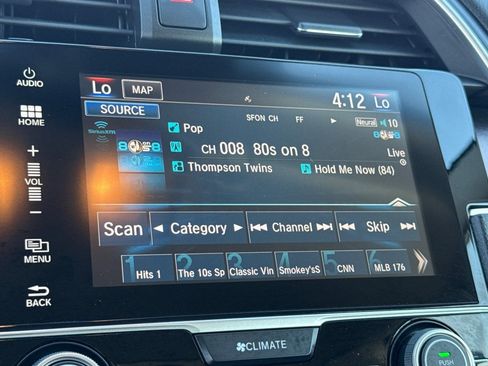 AUDIO
HOME
+
VOL
−
MENU
BACK
Lo MAP 4:12 Lo
SOURCE SFON CH FF
SiriusXM Pop Neural 10
CH 008 80s on 8 Live
Thompson Twins Hold Me Now (84)
Scan Category Channel Skip
1 Hits 1 2 The 10s Sp 3 Classic Vin 4 Smokey'sS 5 CNN 6 MLB 176
CLIMATE
PUSH